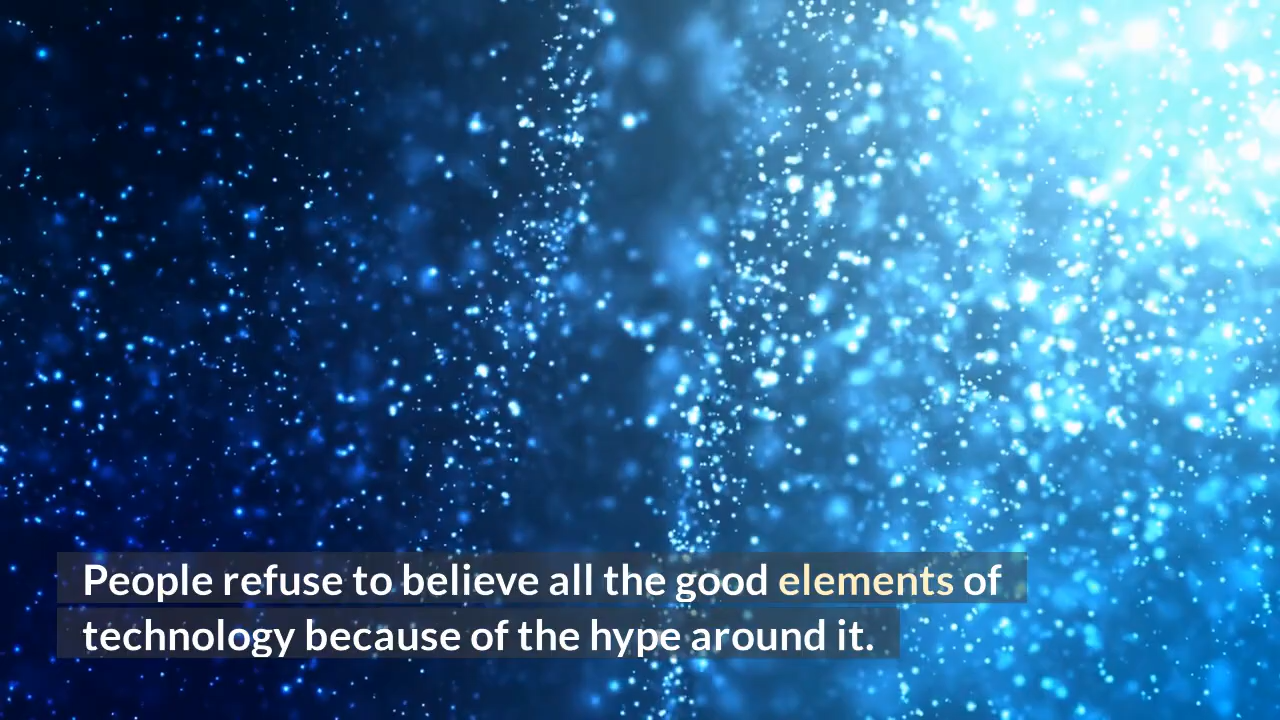 People refuse to believe all the good elements of
technology because of the hype around it.